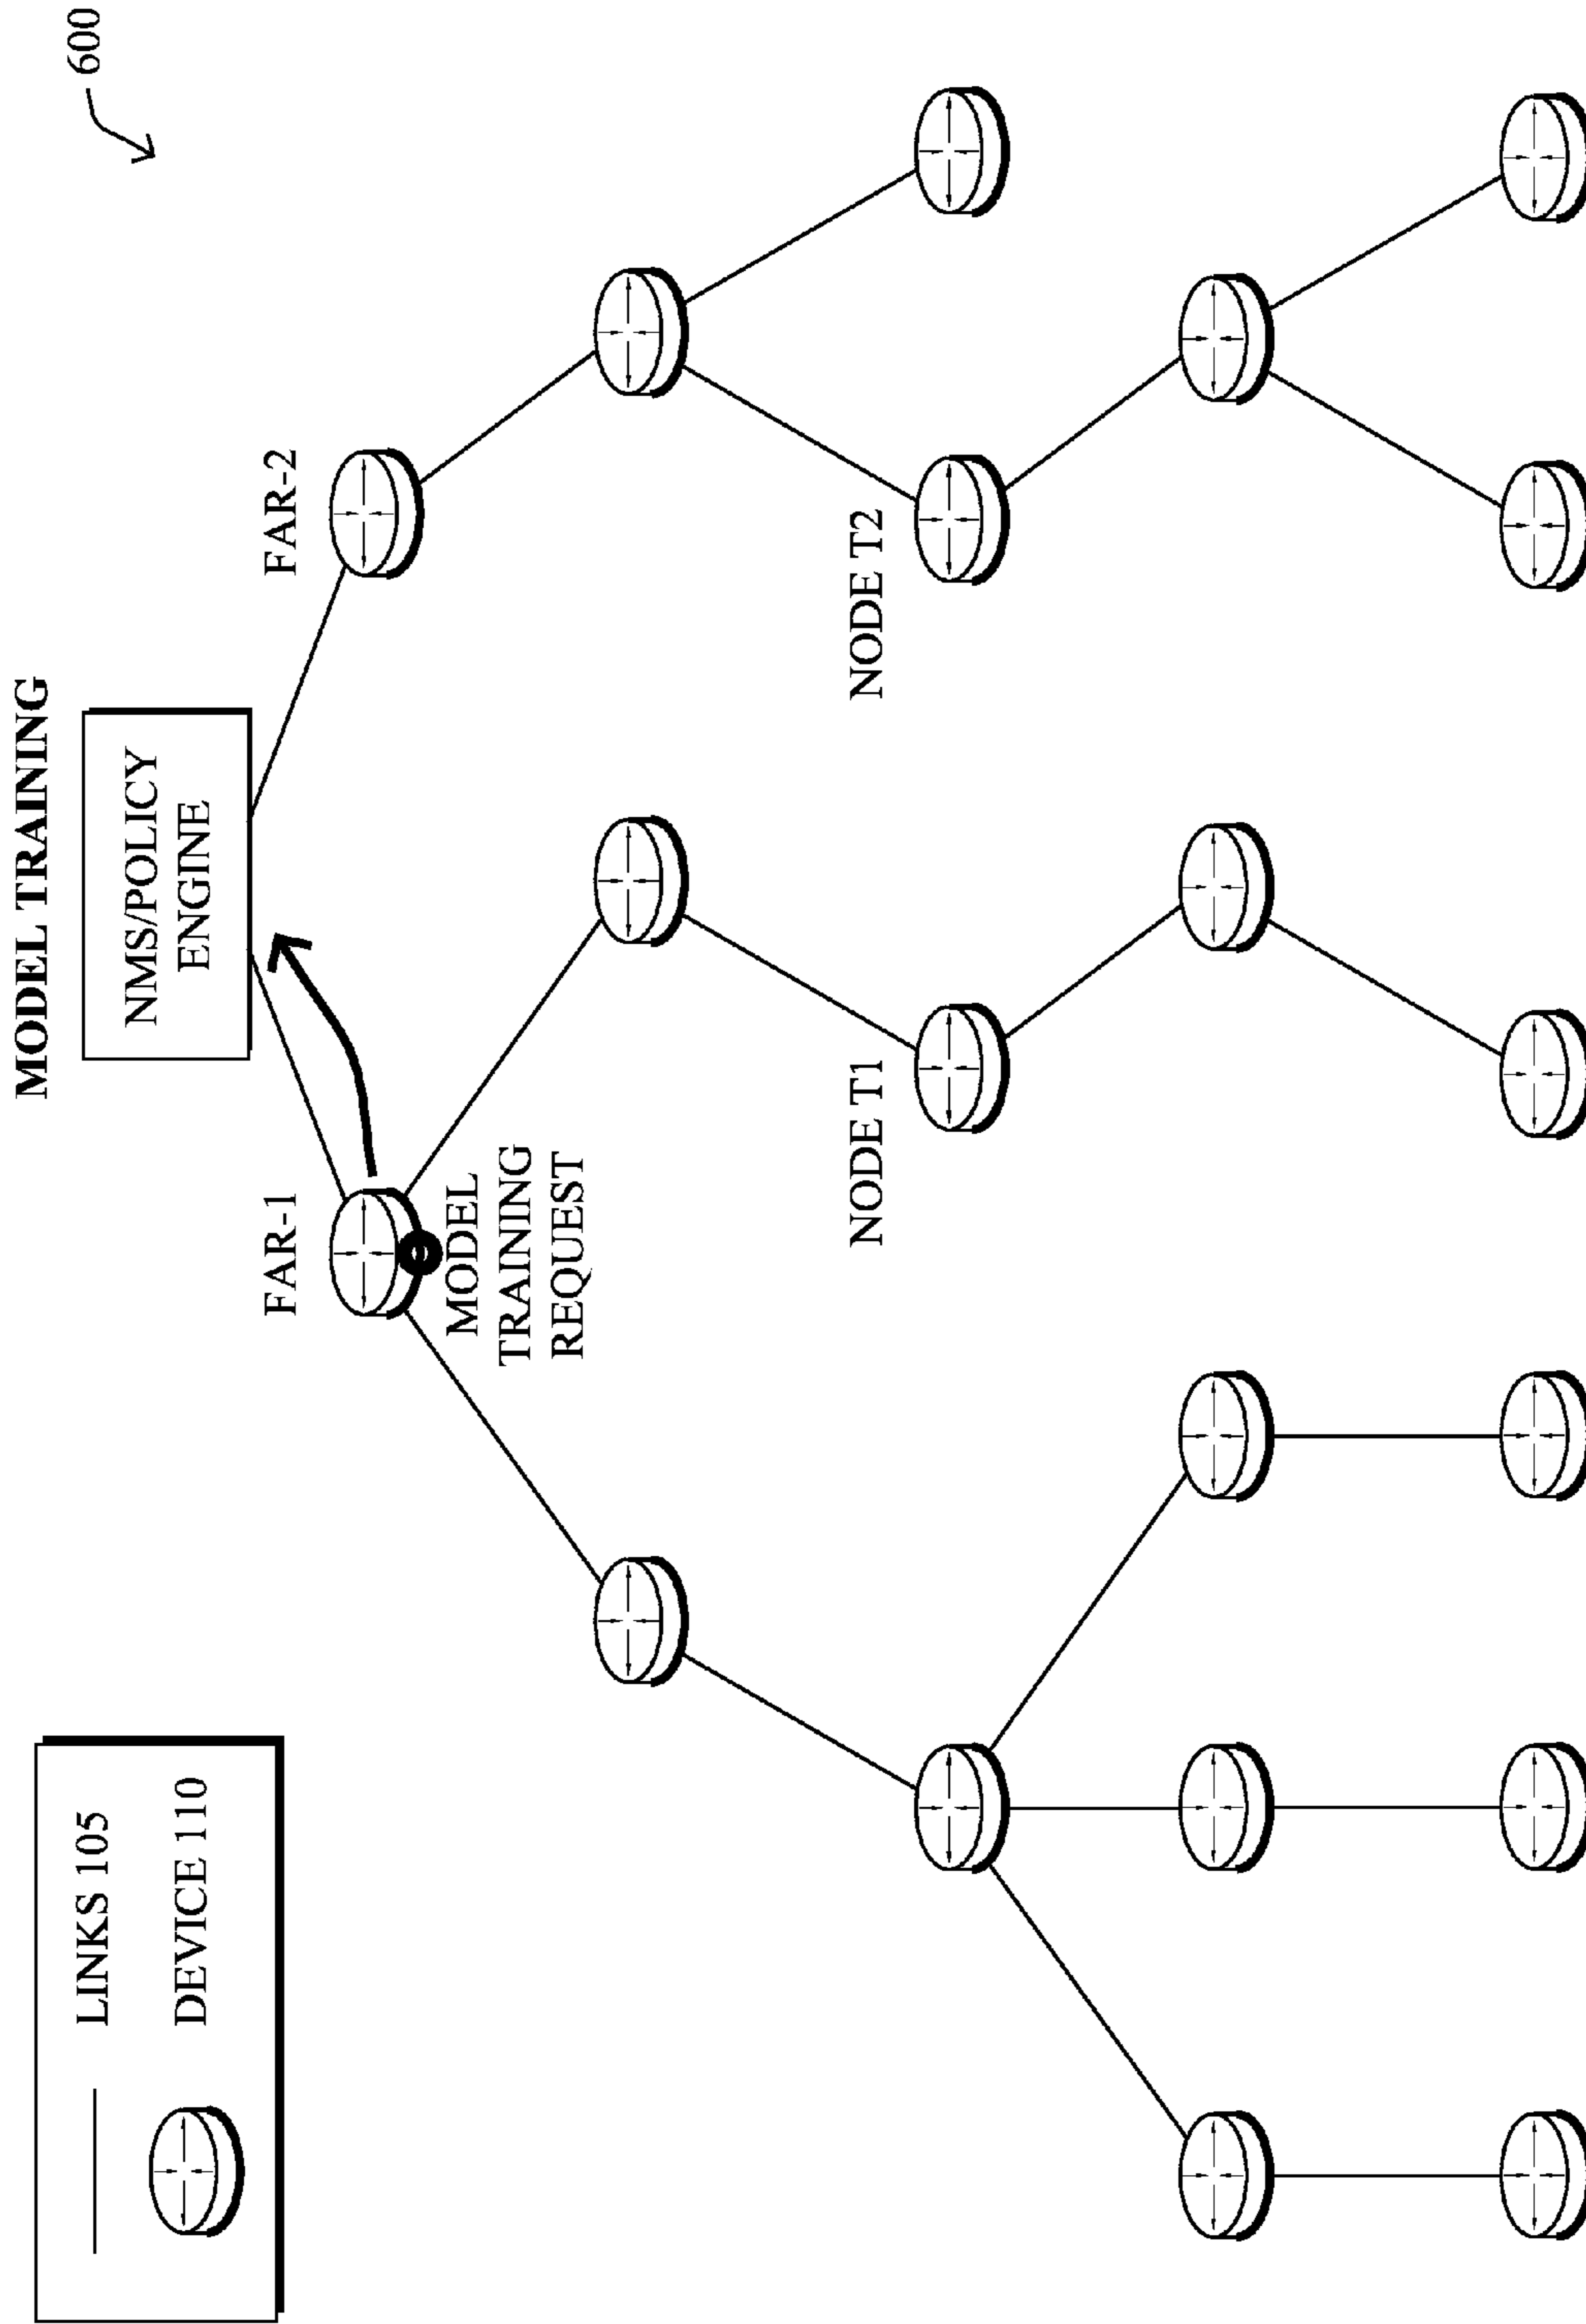 LINKS 105
DEVICE 110
MODEL TRAINING
600
NMS/POLICY
ENGINE
FAR-1
FAR-2
MODEL
TRAINING
REQUEST
NODE T1
NODE T2